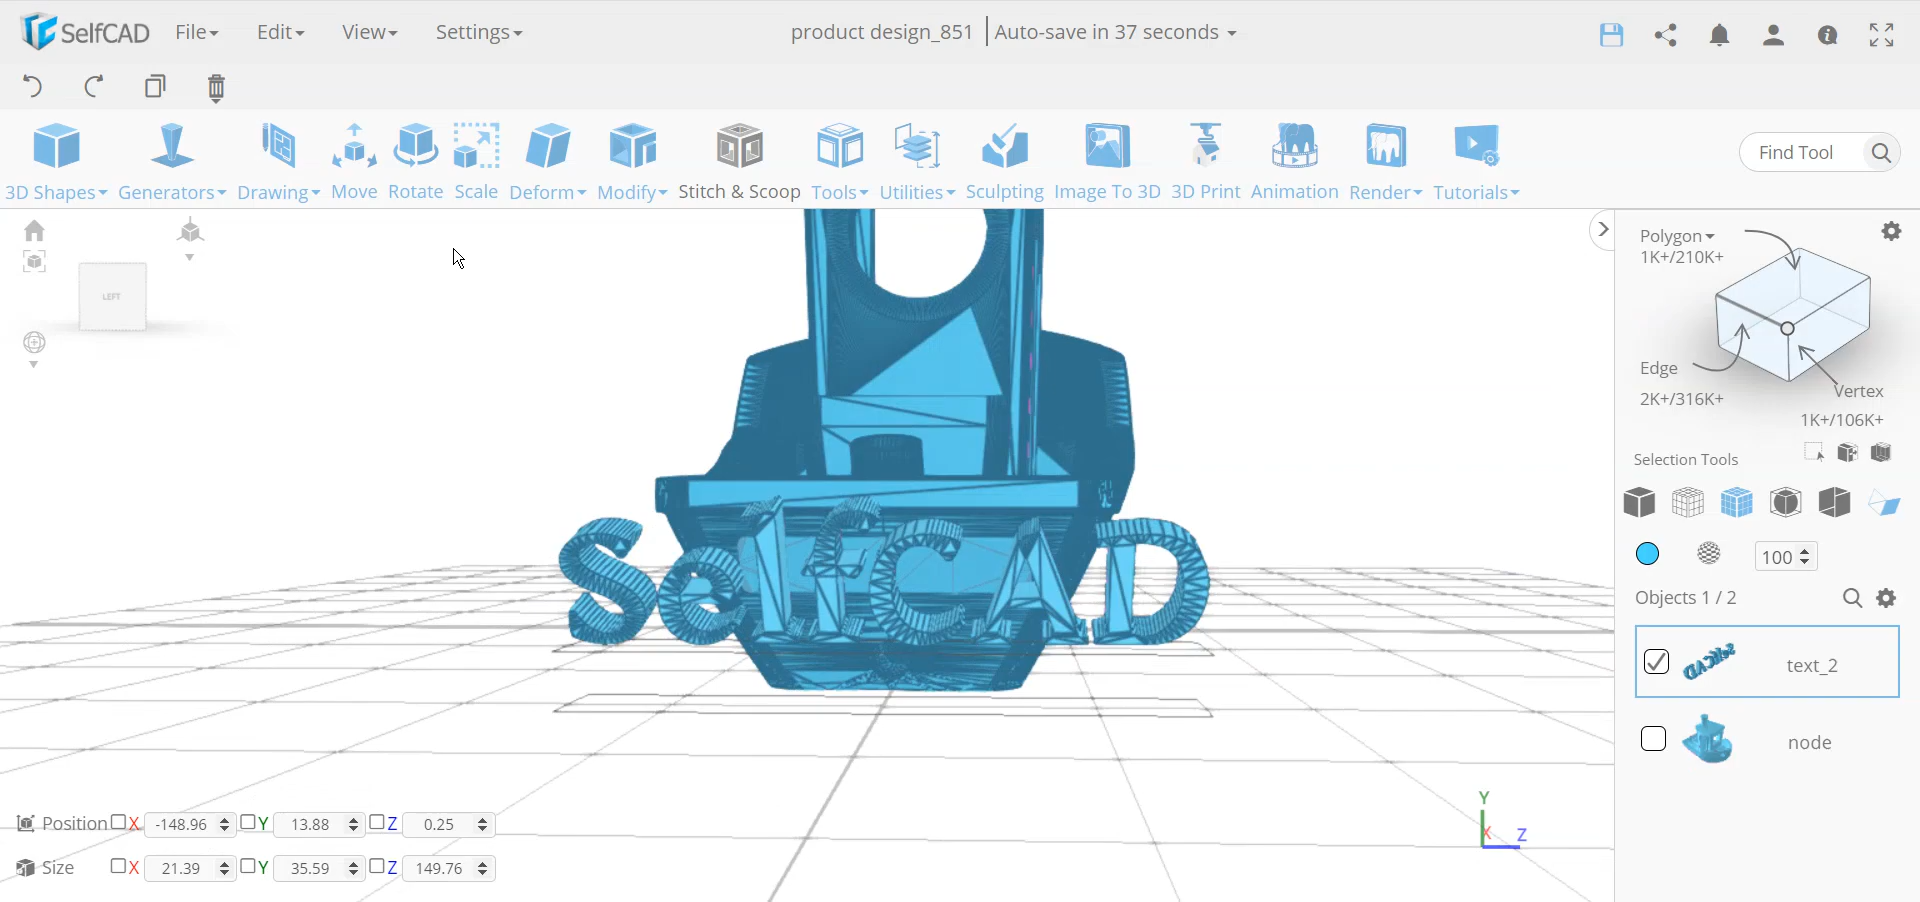 SelfCAD File Edit View Settings product design_851 Auto-save in 37 seconds
3D Shapes Generators Drawing Move Rotate Scale Deform Modify Stitch & Scoop Tools Utilities Sculpting Image To 3D 3D Print Animation Render Tutorials Find Tool
LEFT
SelfCAD
Position X -148.96 Y 13.88 Z 0.25
Size X 21.39 Y 35.59 Z 149.76
Y
X Z
Polygon
1K+/210K+
Edge
2K+/316K+
Vertex
1K+/106K+
Selection Tools
100
Objects 1 / 2
SelfCAD text_2
node